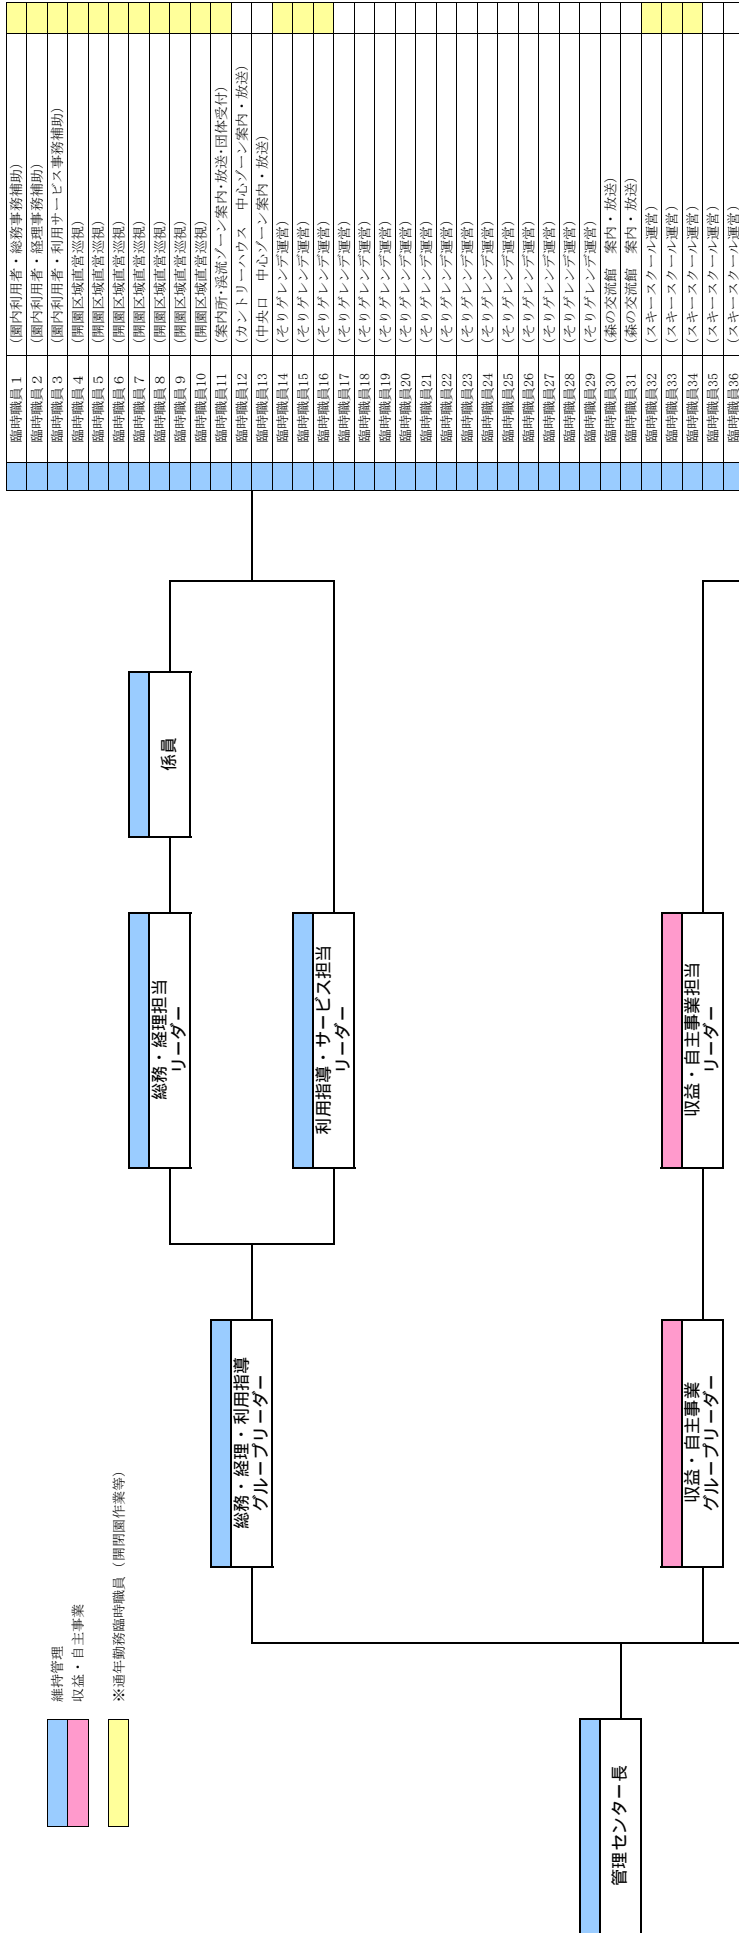 維持管理
収益・自主事業
※通年勤務臨時職員（開閉園作業等）
管理センター長
総務・経理・利用指導
グループリーダー
収益・自主事業
グループリーダー
総務・経理担当
リーダー
利用指導・サービス担当
リーダー
収益・自主事業担当
リーダー
係員
臨時職員1 (園内利用者・総務事務補助)
臨時職員2 (園内利用者・経理事務補助)
臨時職員3 (園内利用者・利用サービス事務補助)
臨時職員4 (開園区域直営巡視)
臨時職員5 (開園区域直営巡視)
臨時職員6 (開園区域直営巡視)
臨時職員7 (開園区域直営巡視)
臨時職員8 (開園区域直営巡視)
臨時職員9 (開園区域直営巡視)
臨時職員10 (開園区域直営巡視)
臨時職員11 (案内所・渓流ゾーン案内・放送・団体受付)
臨時職員12 (カントリーハウス 中心ゾーン案内・放送)
臨時職員13 (中央口 中心ゾーン案内・放送)
臨時職員14 (そりゲレンデ運営)
臨時職員15 (そりゲレンデ運営)
臨時職員16 (そりゲレンデ運営)
臨時職員17 (そりゲレンデ運営)
臨時職員18 (そりゲレンデ運営)
臨時職員19 (そりゲレンデ運営)
臨時職員20 (そりゲレンデ運営)
臨時職員21 (そりゲレンデ運営)
臨時職員22 (そりゲレンデ運営)
臨時職員23 (そりゲレンデ運営)
臨時職員24 (そりゲレンデ運営)
臨時職員25 (そりゲレンデ運営)
臨時職員26 (そりゲレンデ運営)
臨時職員27 (そりゲレンデ運営)
臨時職員28 (そりゲレンデ運営)
臨時職員29 (そりゲレンデ運営)
臨時職員30 (森の交流館 案内・放送)
臨時職員31 (森の交流館 案内・放送)
臨時職員32 (スキースクール運営)
臨時職員33 (スキースクール運営)
臨時職員34 (スキースクール運営)
臨時職員35 (スキースクール運営)
臨時職員36 (スキースクール運営)